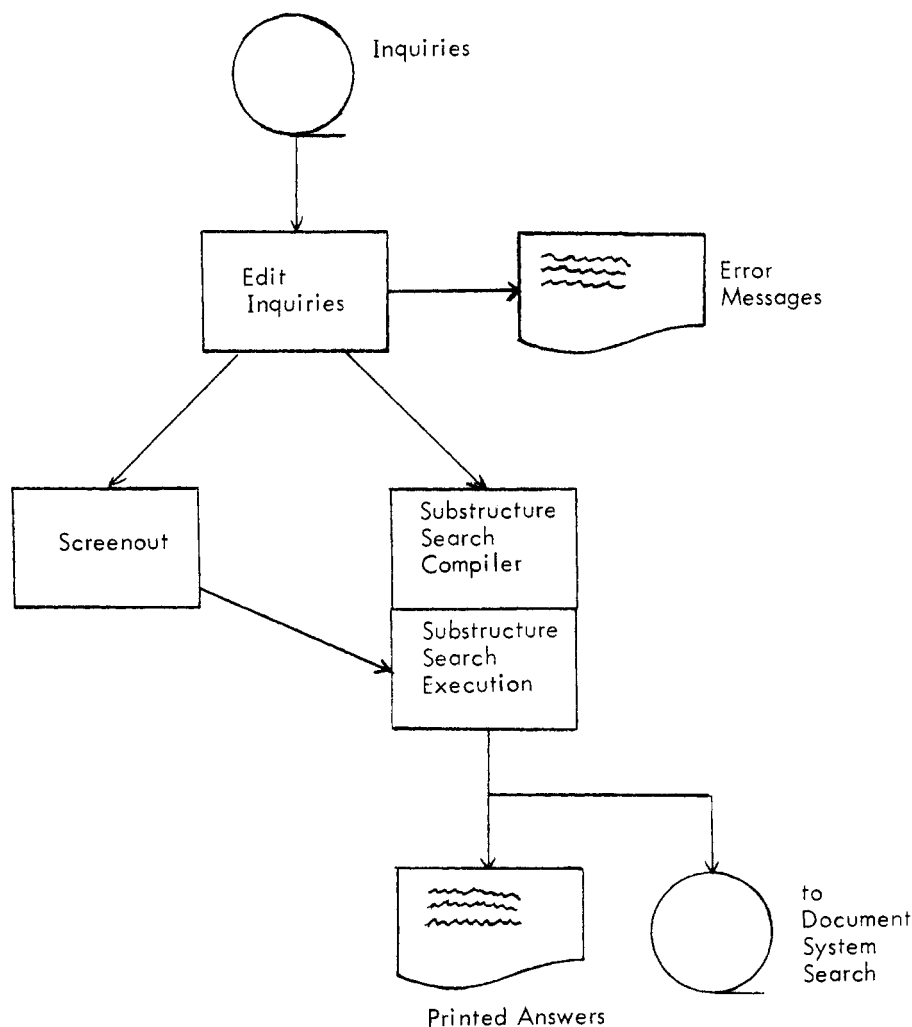 Inquiries
Edit
Inquiries
Error
Messages
Screenout
Substructure
Search
Compiler
Substructure
Search
Execution
to
Document
System
Search
Printed Answers